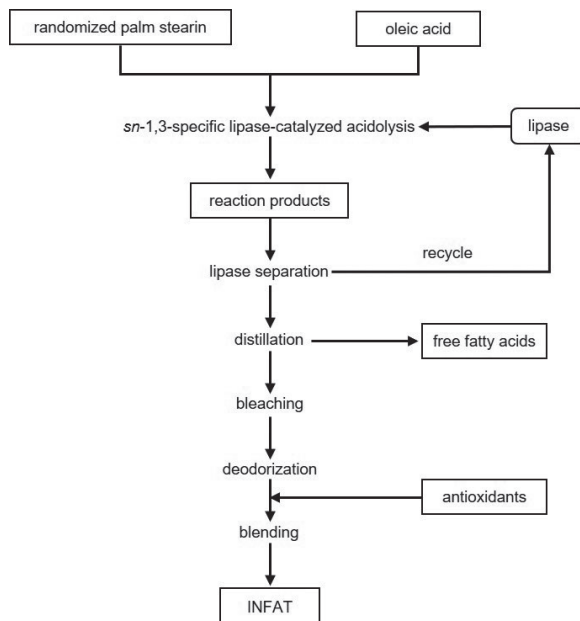 randomized palm stearin
oleic acid
sn-1,3-specific lipase-catalyzed acidolysis
lipase
reaction products
recycle
lipase separation
distillation
free fatty acids
bleaching
deodorization
antioxidants
blending
INFAT